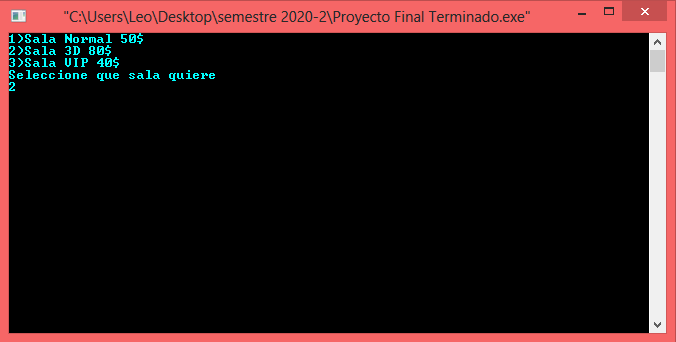 "C:\Users\Leo\Desktop\semestre 2020-2\Proyecto Final Terminado.exe"
1)Sala Normal 50$
2)Sala 3D 80$
3)Sala VIP 40$
Seleccione que sala quiere
2